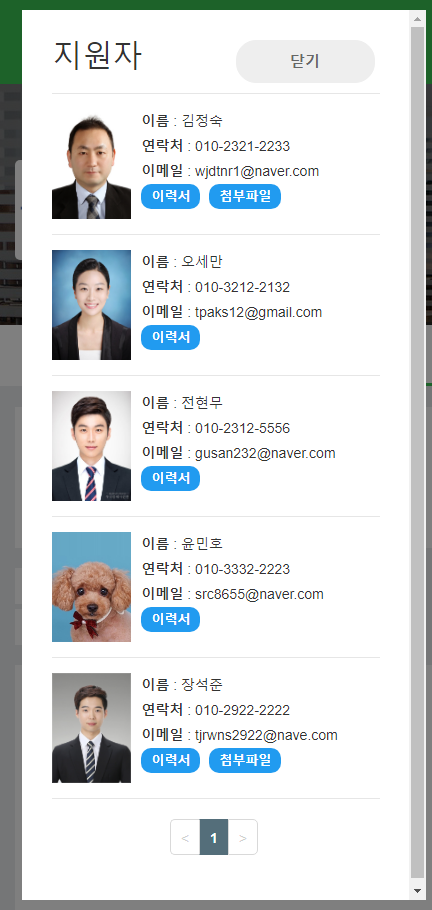 지원자
닫기
이름 : 김정숙
연락처 : 010-2321-2233
이메일 : wjdtnr1@naver.com
이력서 첨부파일
이름 : 오세만
연락처 : 010-3212-2132
이메일 : tpaks12@gmail.com
이력서
이름 : 전현무
연락처 : 010-2312-5556
이메일 : gusan232@naver.com
이력서
이름 : 윤민호
연락처 : 010-3332-2223
이메일 : src8655@naver.com
이력서
이름 : 장석준
연락처 : 010-2922-2222
이메일 : tjrwns2922@nave.com
이력서 첨부파일
< 1 >